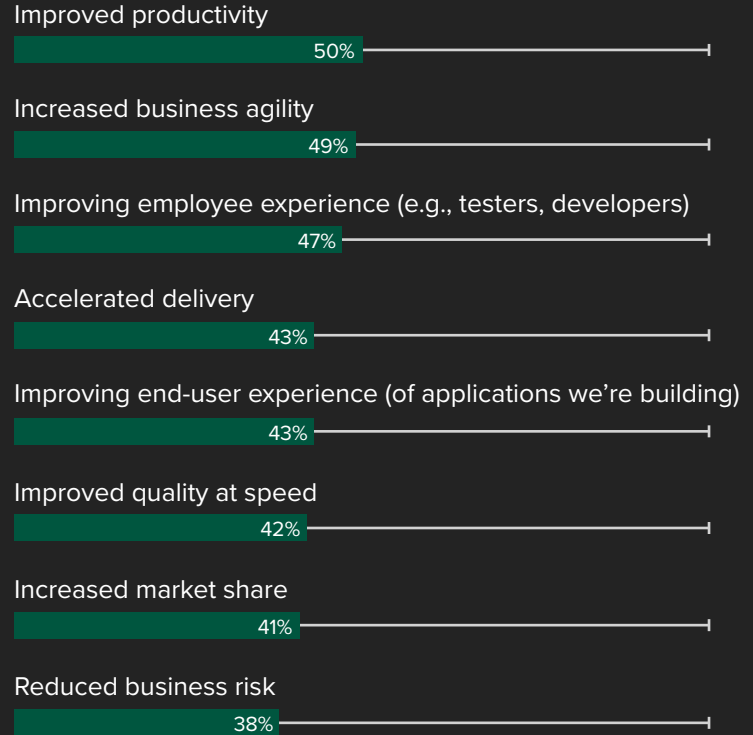 Improved productivity
50%
Increased business agility
49%
Improving employee experience (e.g., testers, developers)
47%
Accelerated delivery
43%
Improving end-user experience (of applications we’re building)
43%
Improved quality at speed
42%
Increased market share
41%
Reduced business risk
38%